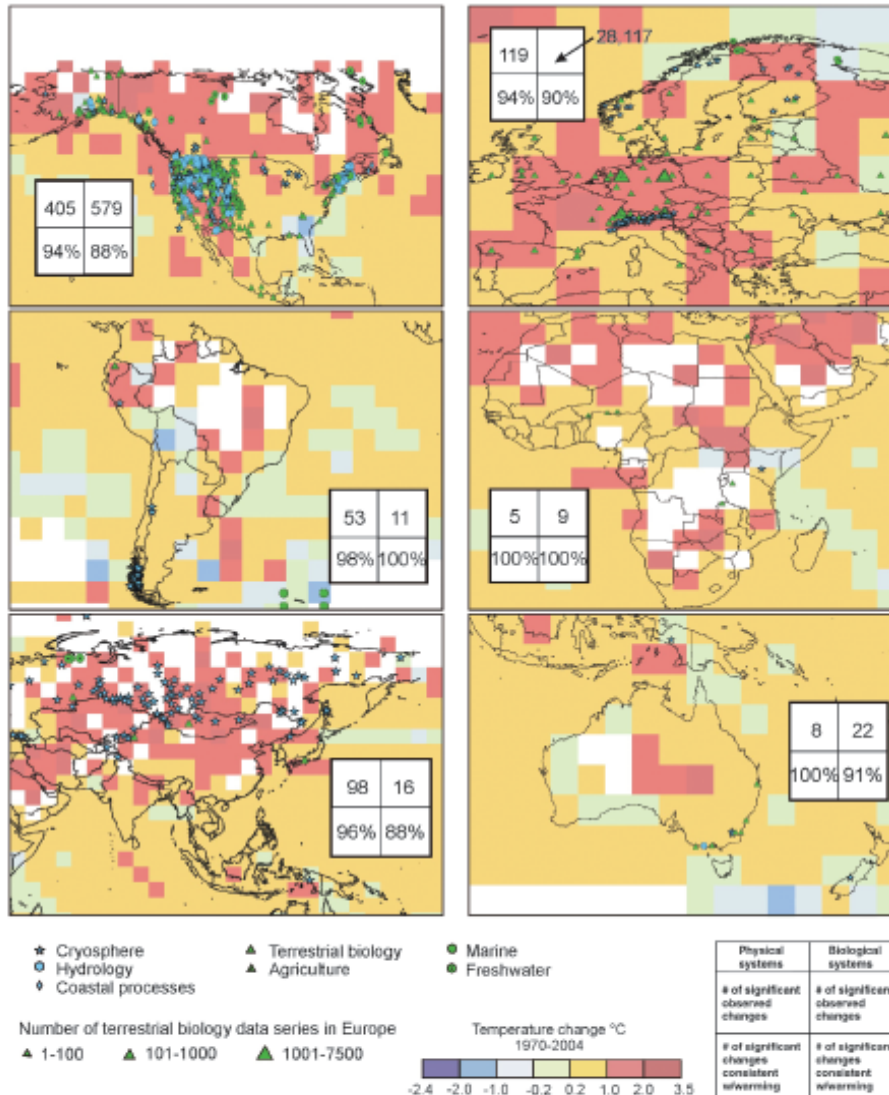 28,117
119
94% 90%
405 579
94% 88%
53 11
98% 100%
5 9
100% 100%
98 16
96% 88%
8 22
100% 91%
Cryosphere
Hydrology
Coastal processes
Terrestrial biology
Agriculture
Marine
Freshwater
Number of terrestrial biology data series in Europe
1-100 101-1000 1001-7500
Temperature change °C
1970-2004
-2.4 -2.0 -1.0 -0.2 0.2 1.0 2.0 3.5
Physical systems
Biological systems
# of significant observed changes
# of significant observed changes
# of significant changes consistent w/warming
# of significant changes consistent w/warming